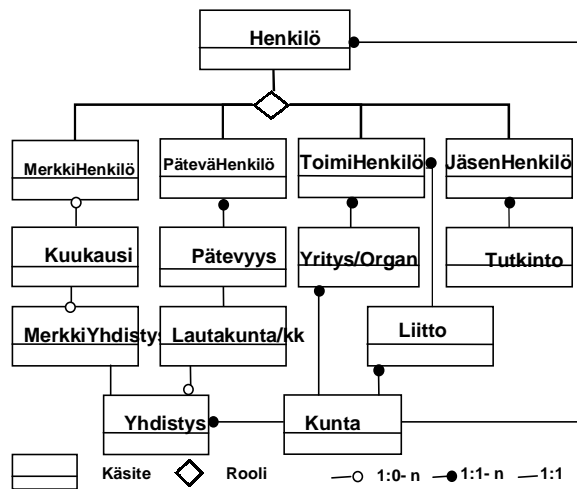 Henkilö
MerkkiHenkilö PäteväHenkilö ToimiHenkilö JäsenHenkilö
Kuukausi Pätevyys Yritys/Organ Tutkinto
MerkkiYhdistys Lautakunta/kk Liitto
Yhdistys Kunta
Käsite Rooli 1:0- n 1:1- n 1:1